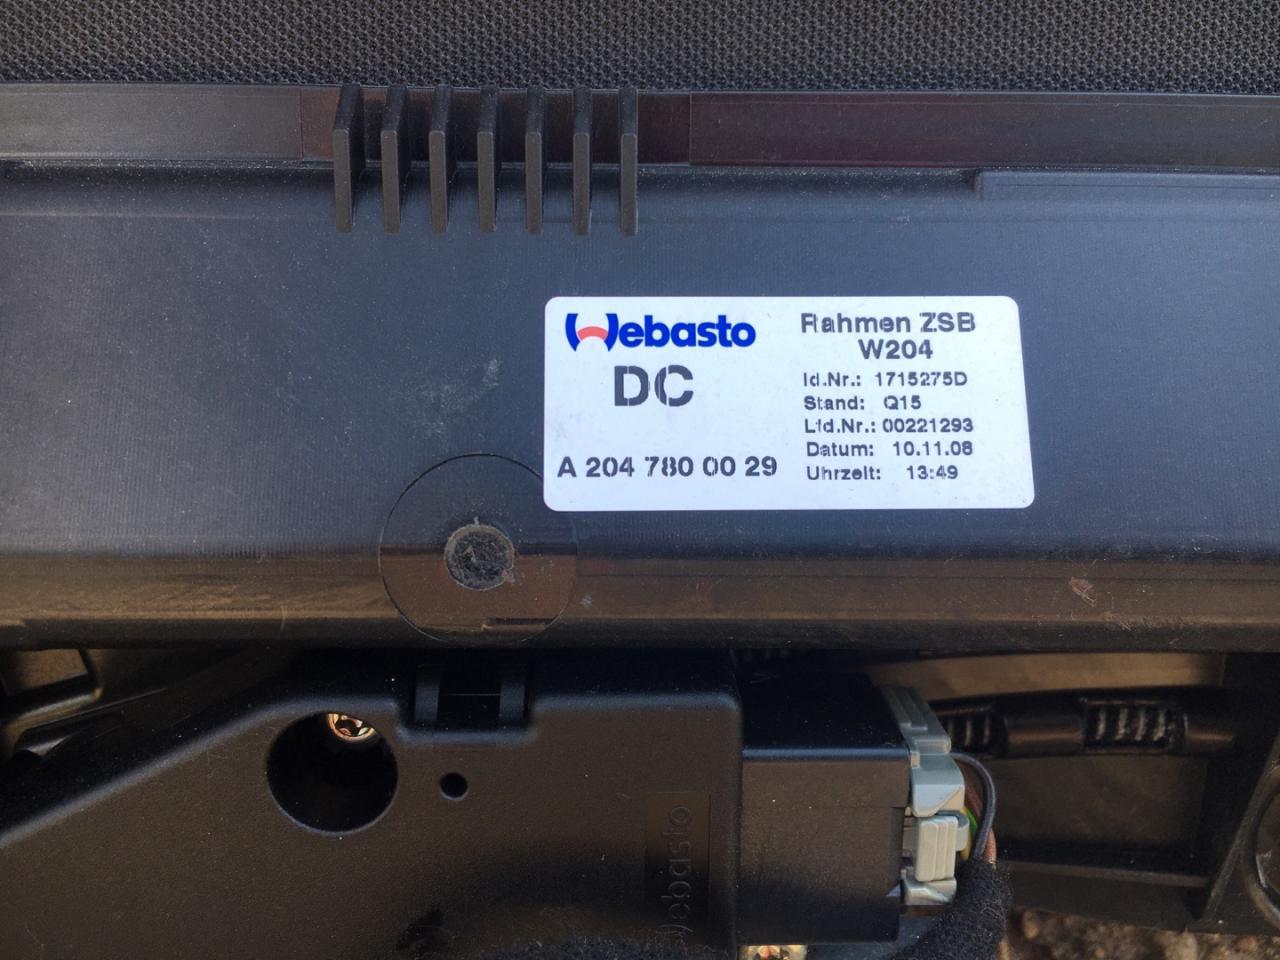 Webasto
DC
A 204 780 00 29
Rahmen ZSB
W204
Id.Nr.: 1715275D
Stand: Q15
Lfd.Nr.: 00221293
Datum: 10.11.08
Uhrzeit: 13:49
Webasto